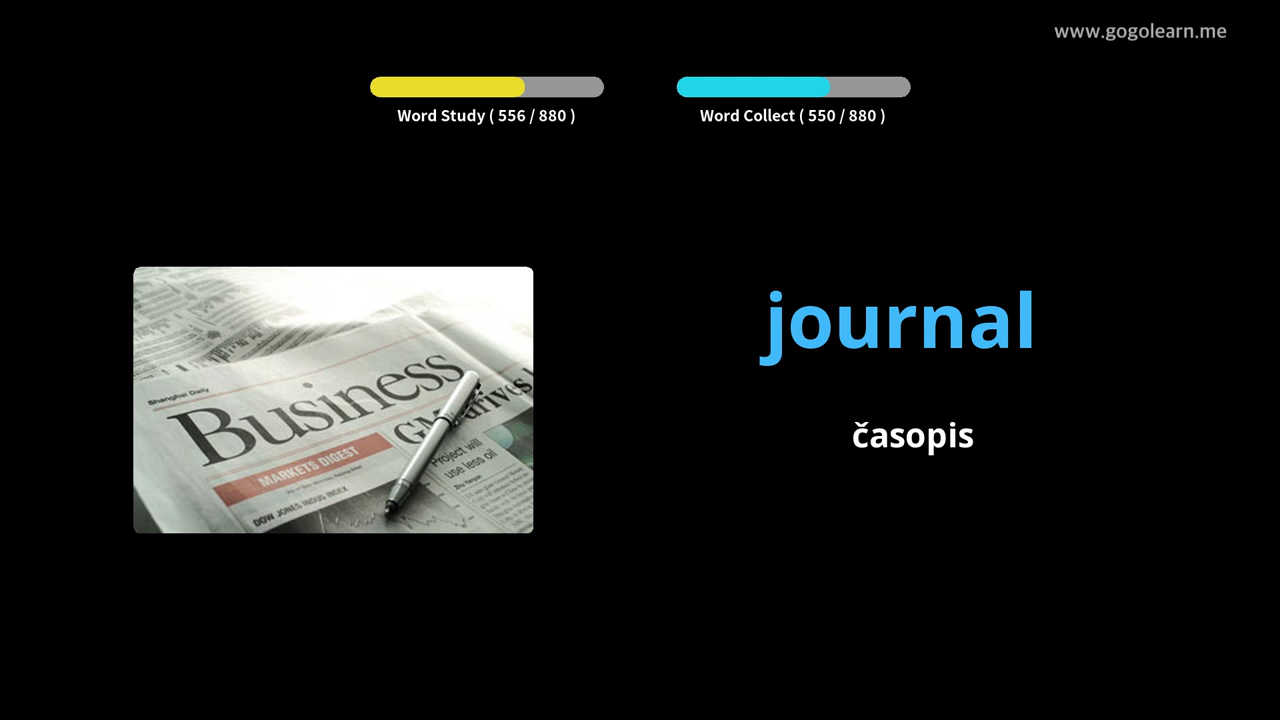 www.gogolearn.me
Word Study ( 556 / 880 )
Word Collect ( 550 / 880 )
journal
časopis
Shanghai Daily
Business
GM
drives
MARKETS DIGEST
DOW JONES INDUS INDEX
Project will
use less oil